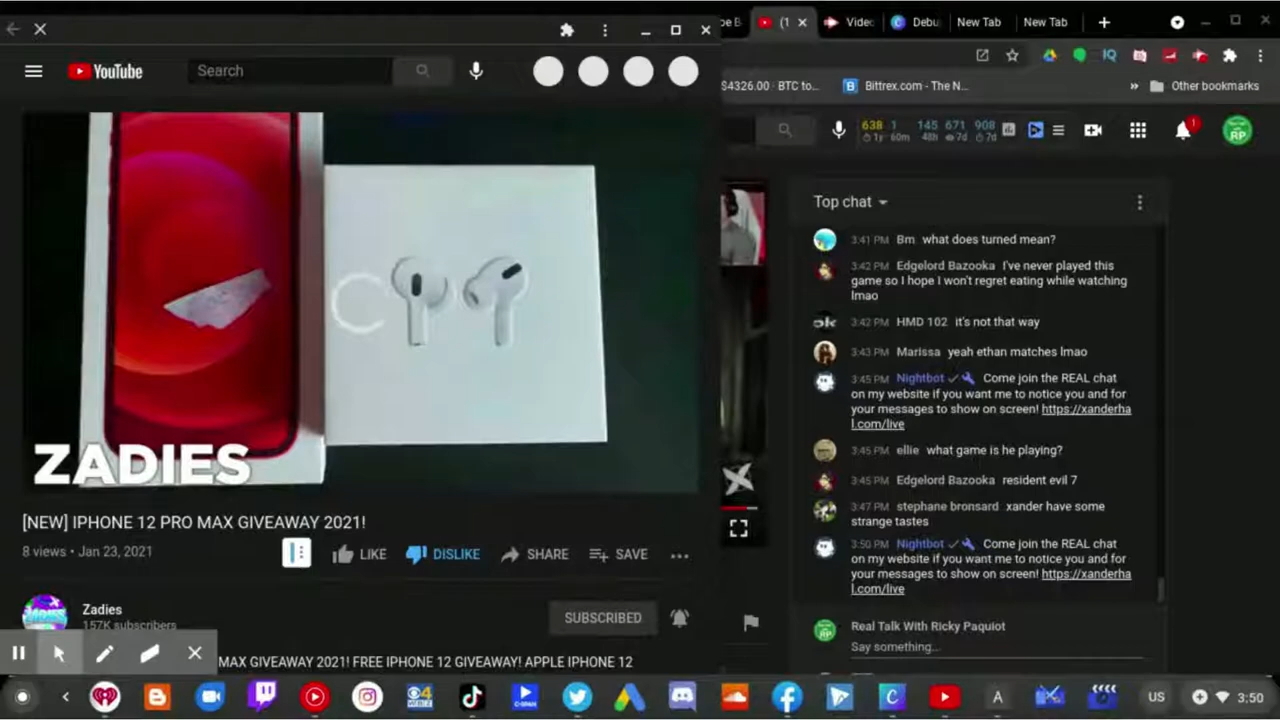 (1
Video
Debu
New Tab
New Tab
$4326.00 · BTC to...
Bittrex.com - The N...
Other bookmarks
YouTube
Search
638 1 145 671 908
1y 60m 48h 7d 7d
RP
ZADIES
[NEW] IPHONE 12 PRO MAX GIVEAWAY 2021!
8 views • Jan 23, 2021
LIKE
DISLIKE
SHARE
SAVE
Zadies
157K subscribers
SUBSCRIBED
MAX GIVEAWAY 2021! FREE IPHONE 12 GIVEAWAY! APPLE IPHONE 12
Top chat
3:41 PM Bm what does turned mean?
3:42 PM Edgelord Bazooka I've never played this
game so I hope I won't regret eating while watching
lmao
3:42 PM HMD 102 it's not that way
3:43 PM Marissa yeah ethan matches lmao
3:45 PM Nightbot Come join the REAL chat
on my website if you want me to notice you and for
your messages to show on screen! https://xanderha
l.com/live
3:45 PM ellie what game is he playing?
3:45 PM Edgelord Bazooka resident evil 7
3:47 PM stephane bronsard xander have some
strange tastes
3:50 PM Nightbot Come join the REAL chat
on my website if you want me to notice you and for
your messages to show on screen! https://xanderha
l.com/live
Real Talk With Ricky Paquiot
Say something...
US
3:50